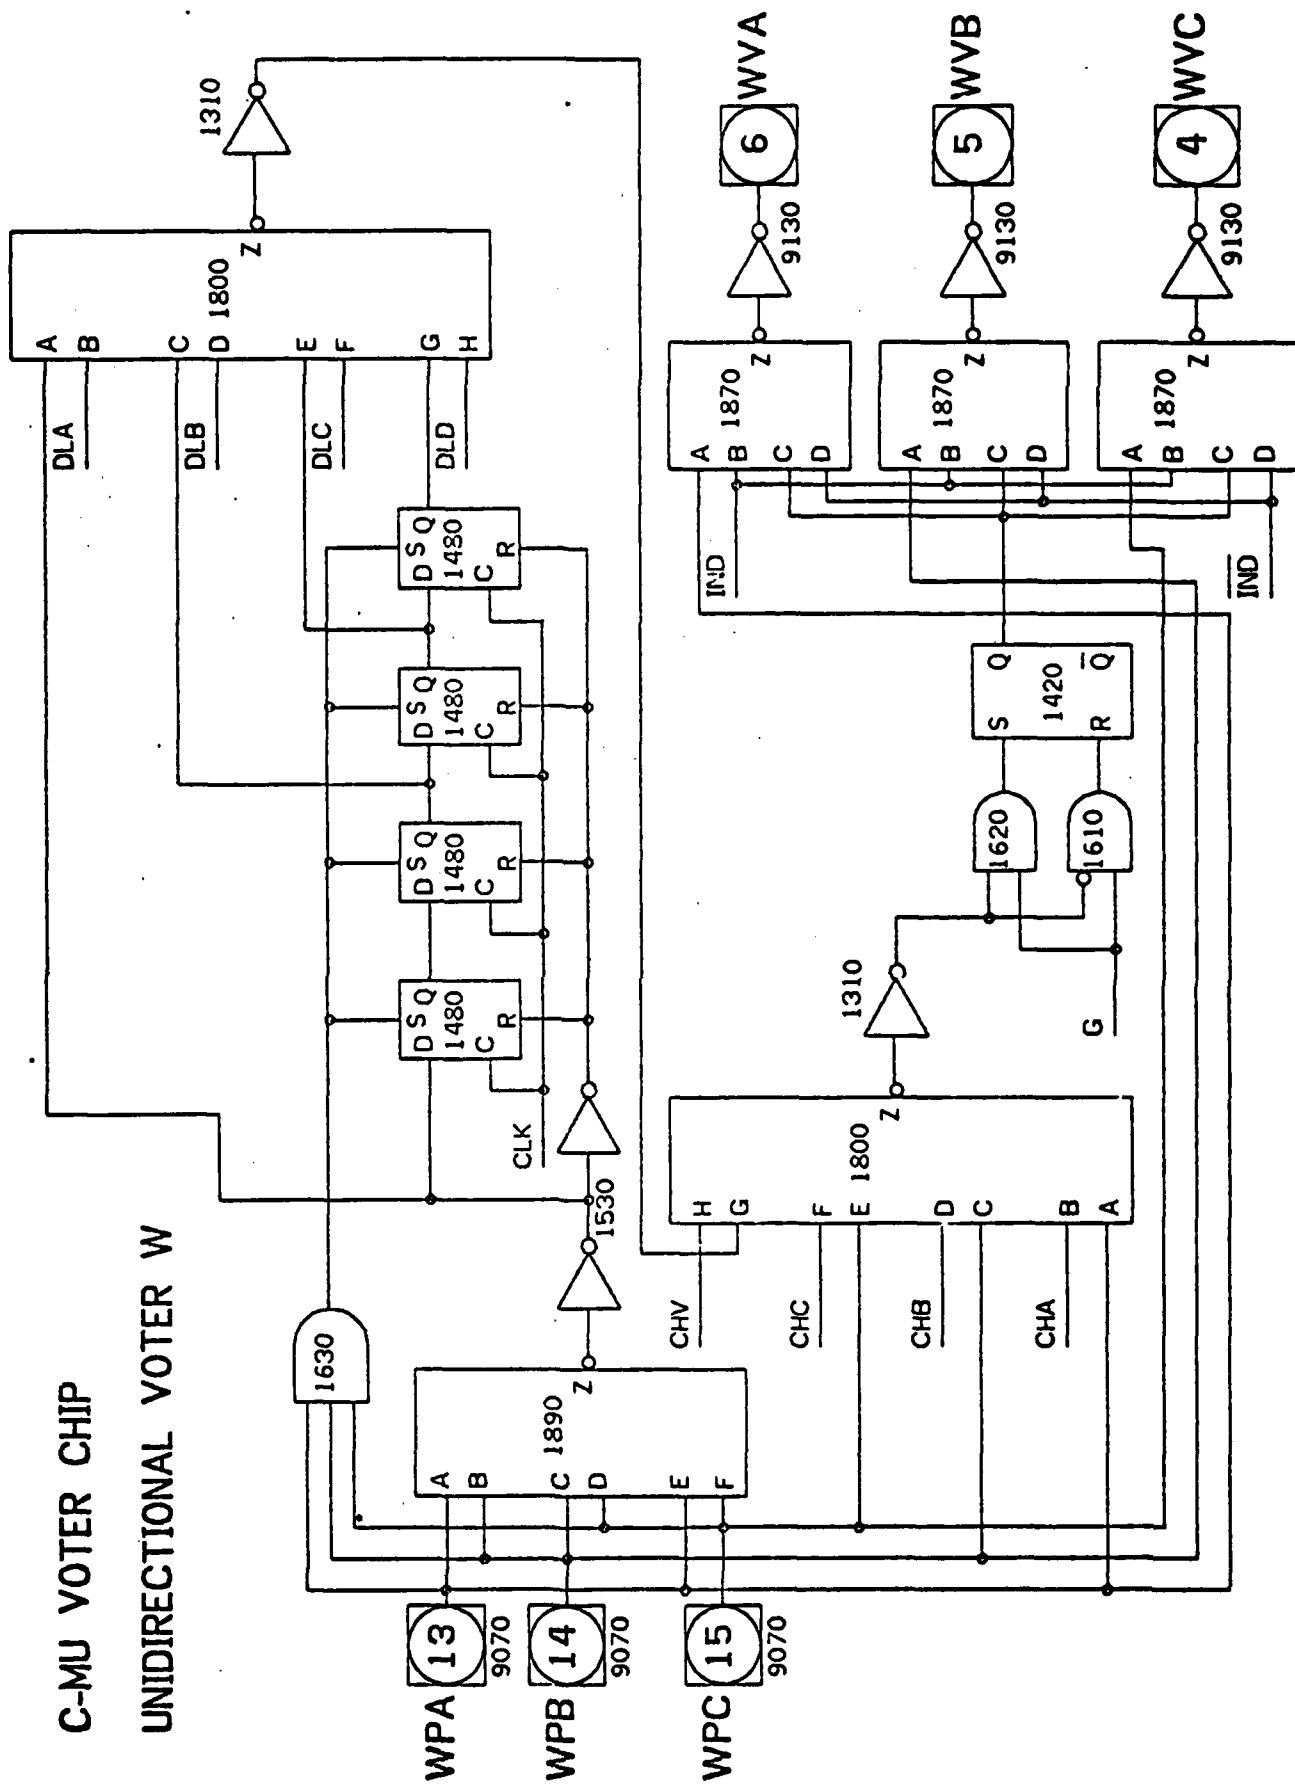 C-MU VOTER CHIP
UNIDIRECTIONAL VOTER W
WPA
13
9070
WPB
14
9070
WPC
15
9070
1630
A
B
C
D
E
F
1890
Z
1530
CLK
D S Q
1480
C
R
D S Q
1480
C
R
D S Q
1480
C
R
D S Q
1480
C
R
DLA
DLB
DLC
DLD
A
B
C
D
E
F
G
H
1800
Z
1310
CHV
CHC
CHB
CHA
H
G
F
E
D
C
B
A
1800
Z
1310
G
1620
1610
S
R
1420
Q
Q̅
IND
I̅N̅D̅
A
B
C
D
1870
Z
9130
6
WVA
A
B
C
D
1870
Z
9130
5
WVB
A
B
C
D
1870
Z
9130
4
WVC